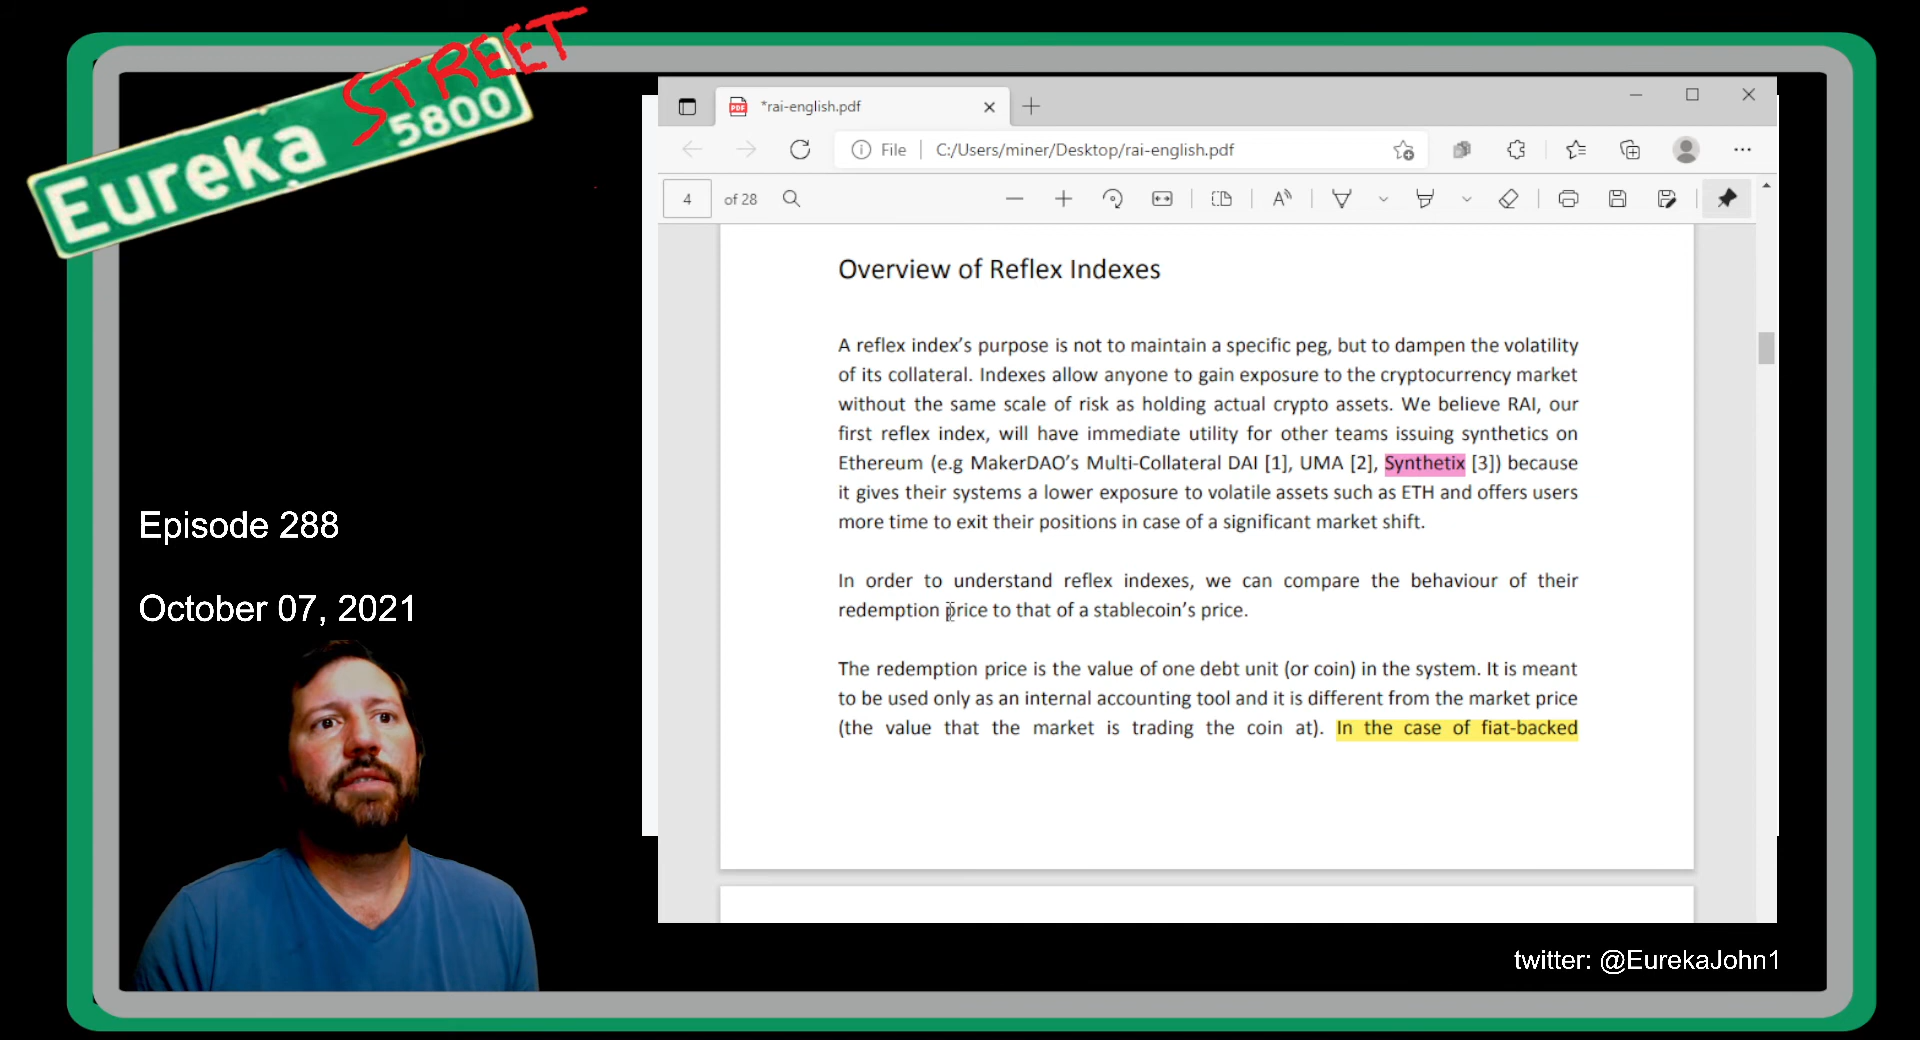 Eureka STREET
5800
*rai-english.pdf
File
C:/Users/miner/Desktop/rai-english.pdf
4 of 28
Overview of Reflex Indexes
A reflex index’s purpose is not to maintain a specific peg, but to dampen the volatility
of its collateral. Indexes allow anyone to gain exposure to the cryptocurrency market
without the same scale of risk as holding actual crypto assets. We believe RAI, our
first reflex index, will have immediate utility for other teams issuing synthetics on
Ethereum (e.g MakerDAO’s Multi-Collateral DAI [1], UMA [2], Synthetix [3]) because
it gives their systems a lower exposure to volatile assets such as ETH and offers users
more time to exit their positions in case of a significant market shift.
In order to understand reflex indexes, we can compare the behaviour of their
redemption price to that of a stablecoin’s price.
The redemption price is the value of one debt unit (or coin) in the system. It is meant
to be used only as an internal accounting tool and it is different from the market price
(the value that the market is trading the coin at). In the case of fiat-backed
Episode 288
October 07, 2021
twitter: @EurekaJohn1